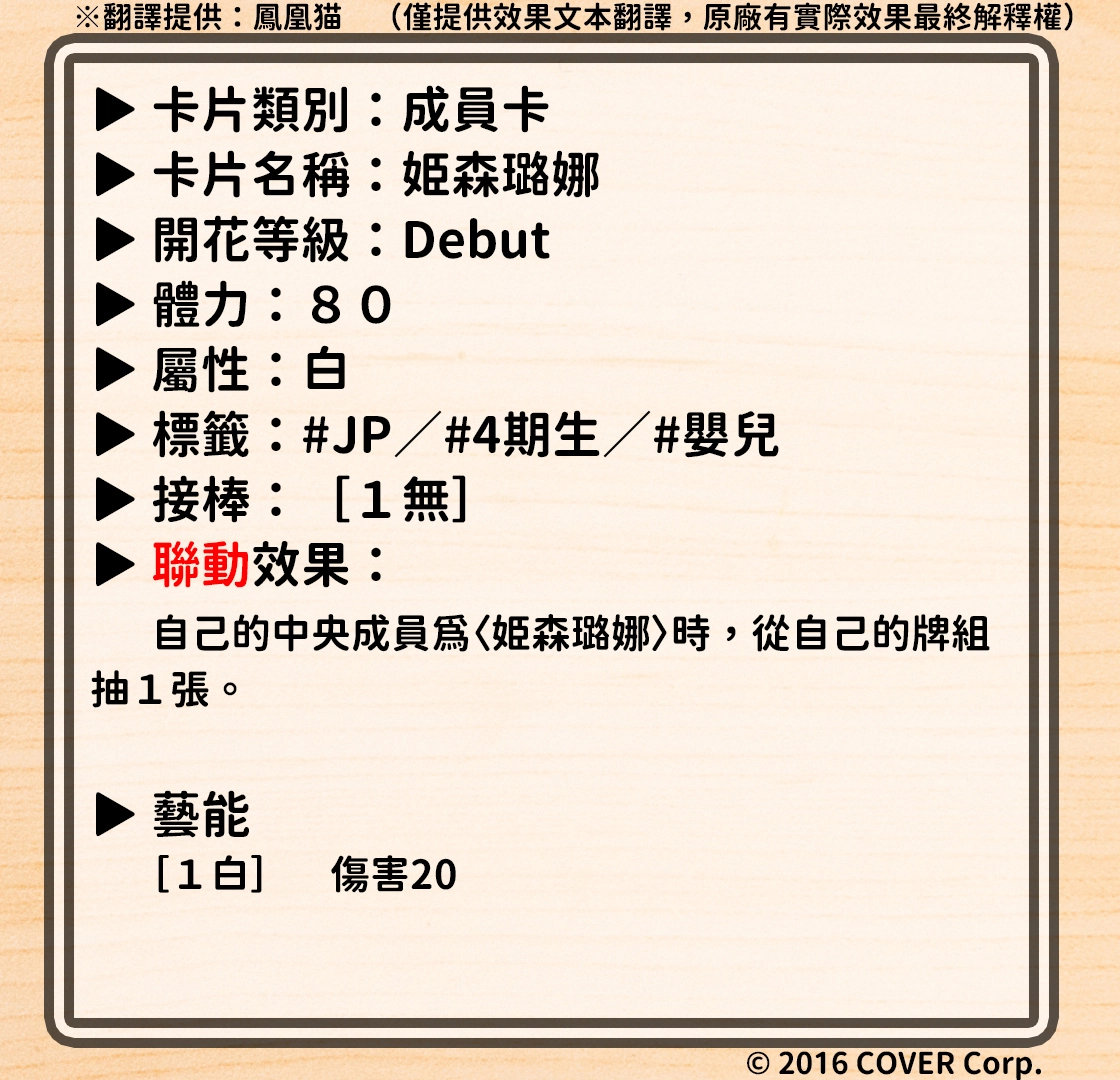 ※翻譯提供：鳳凰猫　（僅提供效果文本翻譯，原廠有實際效果最終解釋權）
▶ 卡片類別：成員卡
▶ 卡片名稱：姫森璐娜
▶ 開花等級：Debut
▶ 體力：８０
▶ 屬性：白
▶ 標籤：#JP／#4期生／#嬰兒
▶ 接棒：［１無］
▶ 聯動效果：
自己的中央成員爲〈姫森璐娜〉時，從自己的牌組
抽１張。
▶ 藝能
［１白］　傷害20
© 2016 COVER Corp.